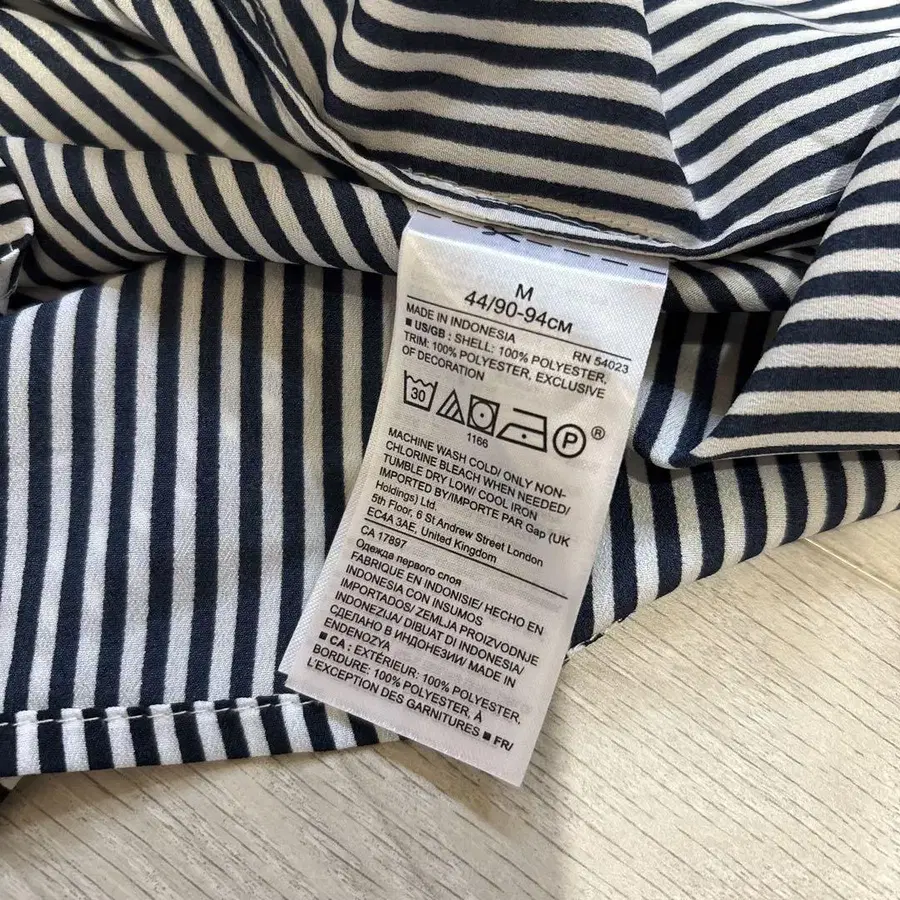 M
44/90-94CM
MADE IN INDONESIA RN 54023
■ US/GB : SHELL: 100% POLYESTER,
TRIM: 100% POLYESTER, EXCLUSIVE
OF DECORATION
30 P ®
1166
MACHINE WASH COLD/ ONLY NON-
CHLORINE BLEACH WHEN NEEDED/
TUMBLE DRY LOW/ COOL IRON
IMPORTED BY/IMPORTE PAR Gap (UK
Holdings) Ltd.
5th Floor, 6 St Andrew Street London
EC4A 3AE, United Kingdom
CA 17897
Одежда первого слоя
FABRIQUE EN INDONISIE/ HECHO EN
INDONESIA CON INSUMOS
IMPORTADOS/ ZEMLJA PROIZVODNJE
INDONEZIJA/ DIBUAT DI INDONESIA/
СДЕЛАНО В ИНДОНЕЗИИ/ MADE IN
ENDENOZYA
■ CA : EXTÉRIEUR: 100% POLYESTER,
BORDURE: 100% POLYESTER, À
L'EXCEPTION DES GARNITURES ■ FR/